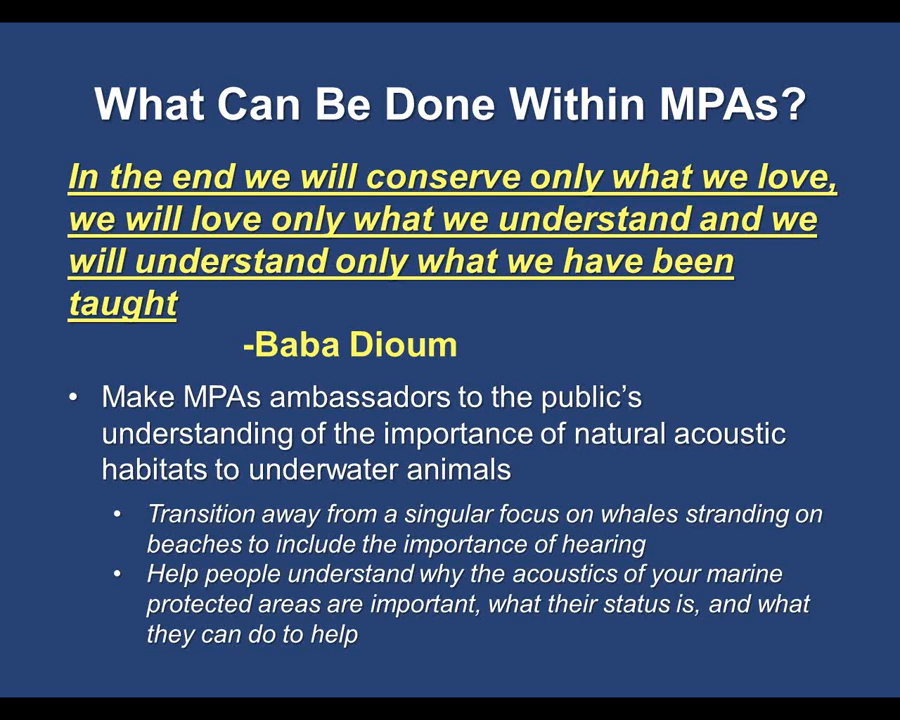 What Can Be Done Within MPAs?
In the end we will conserve only what we love,
we will love only what we understand and we
will understand only what we have been
taught
-Baba Dioum
• Make MPAs ambassadors to the public’s
understanding of the importance of natural acoustic
habitats to underwater animals
• Transition away from a singular focus on whales stranding on
beaches to include the importance of hearing
• Help people understand why the acoustics of your marine
protected areas are important, what their status is, and what
they can do to help